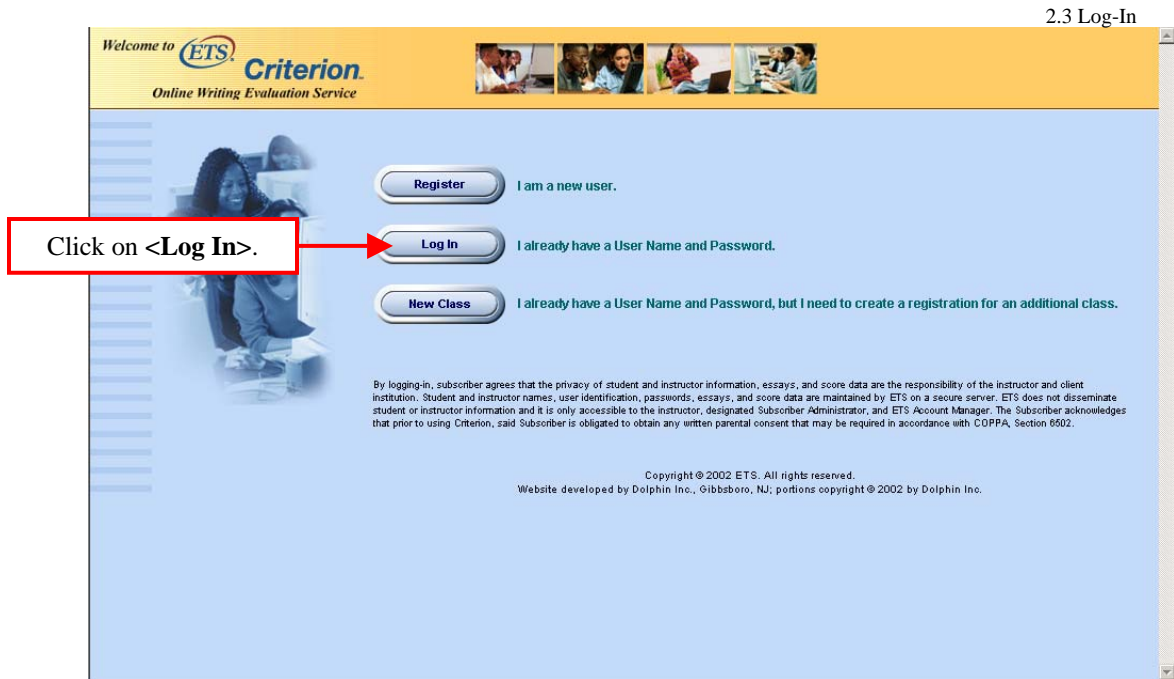 2.3 Log-In
Welcome to ETS
Criterion.
Online Writing Evaluation Service
Register I am a new user.
Click on <Log In>.
Log In I already have a User Name and Password.
New Class I already have a User Name and Password, but I need to create a registration for an additional class.
By logging-in, subscriber agrees that the privacy of student and instructor information, essays, and score data are the responsibility of the instructor and client
institution. Student and instructor names, user identification, passwords, essays, and score data are maintained by ETS on a secure server. ETS does not disseminate
student or instructor information and it is only accessible to the instructor, designated Subscriber Administrator, and ETS Account Manager. The Subscriber acknowledges
that prior to using Criterion, said Subscriber is obligated to obtain any written parental consent that may be required in accordance with COPPA, Section 6502.
Copyright © 2002 ETS. All rights reserved.
Website developed by Dolphin Inc., Gibbsboro, NJ; portions copyright © 2002 by Dolphin Inc.